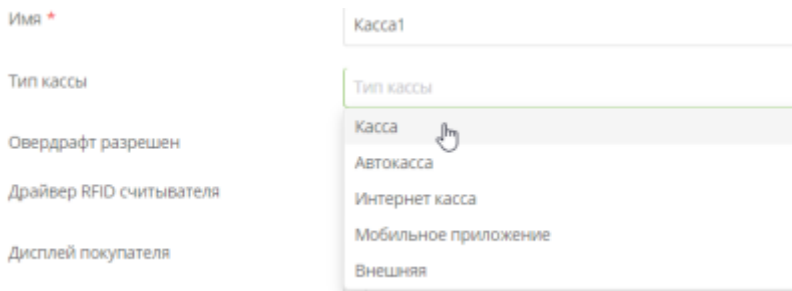 Имя *
Касса1
Тип кассы
Тип кассы
Касса
Овердрафт разрешен
Автокасса
Драйвер RFID считывателя
Интернет касса
Мобильное приложение
Дисплей покупателя
Внешняя